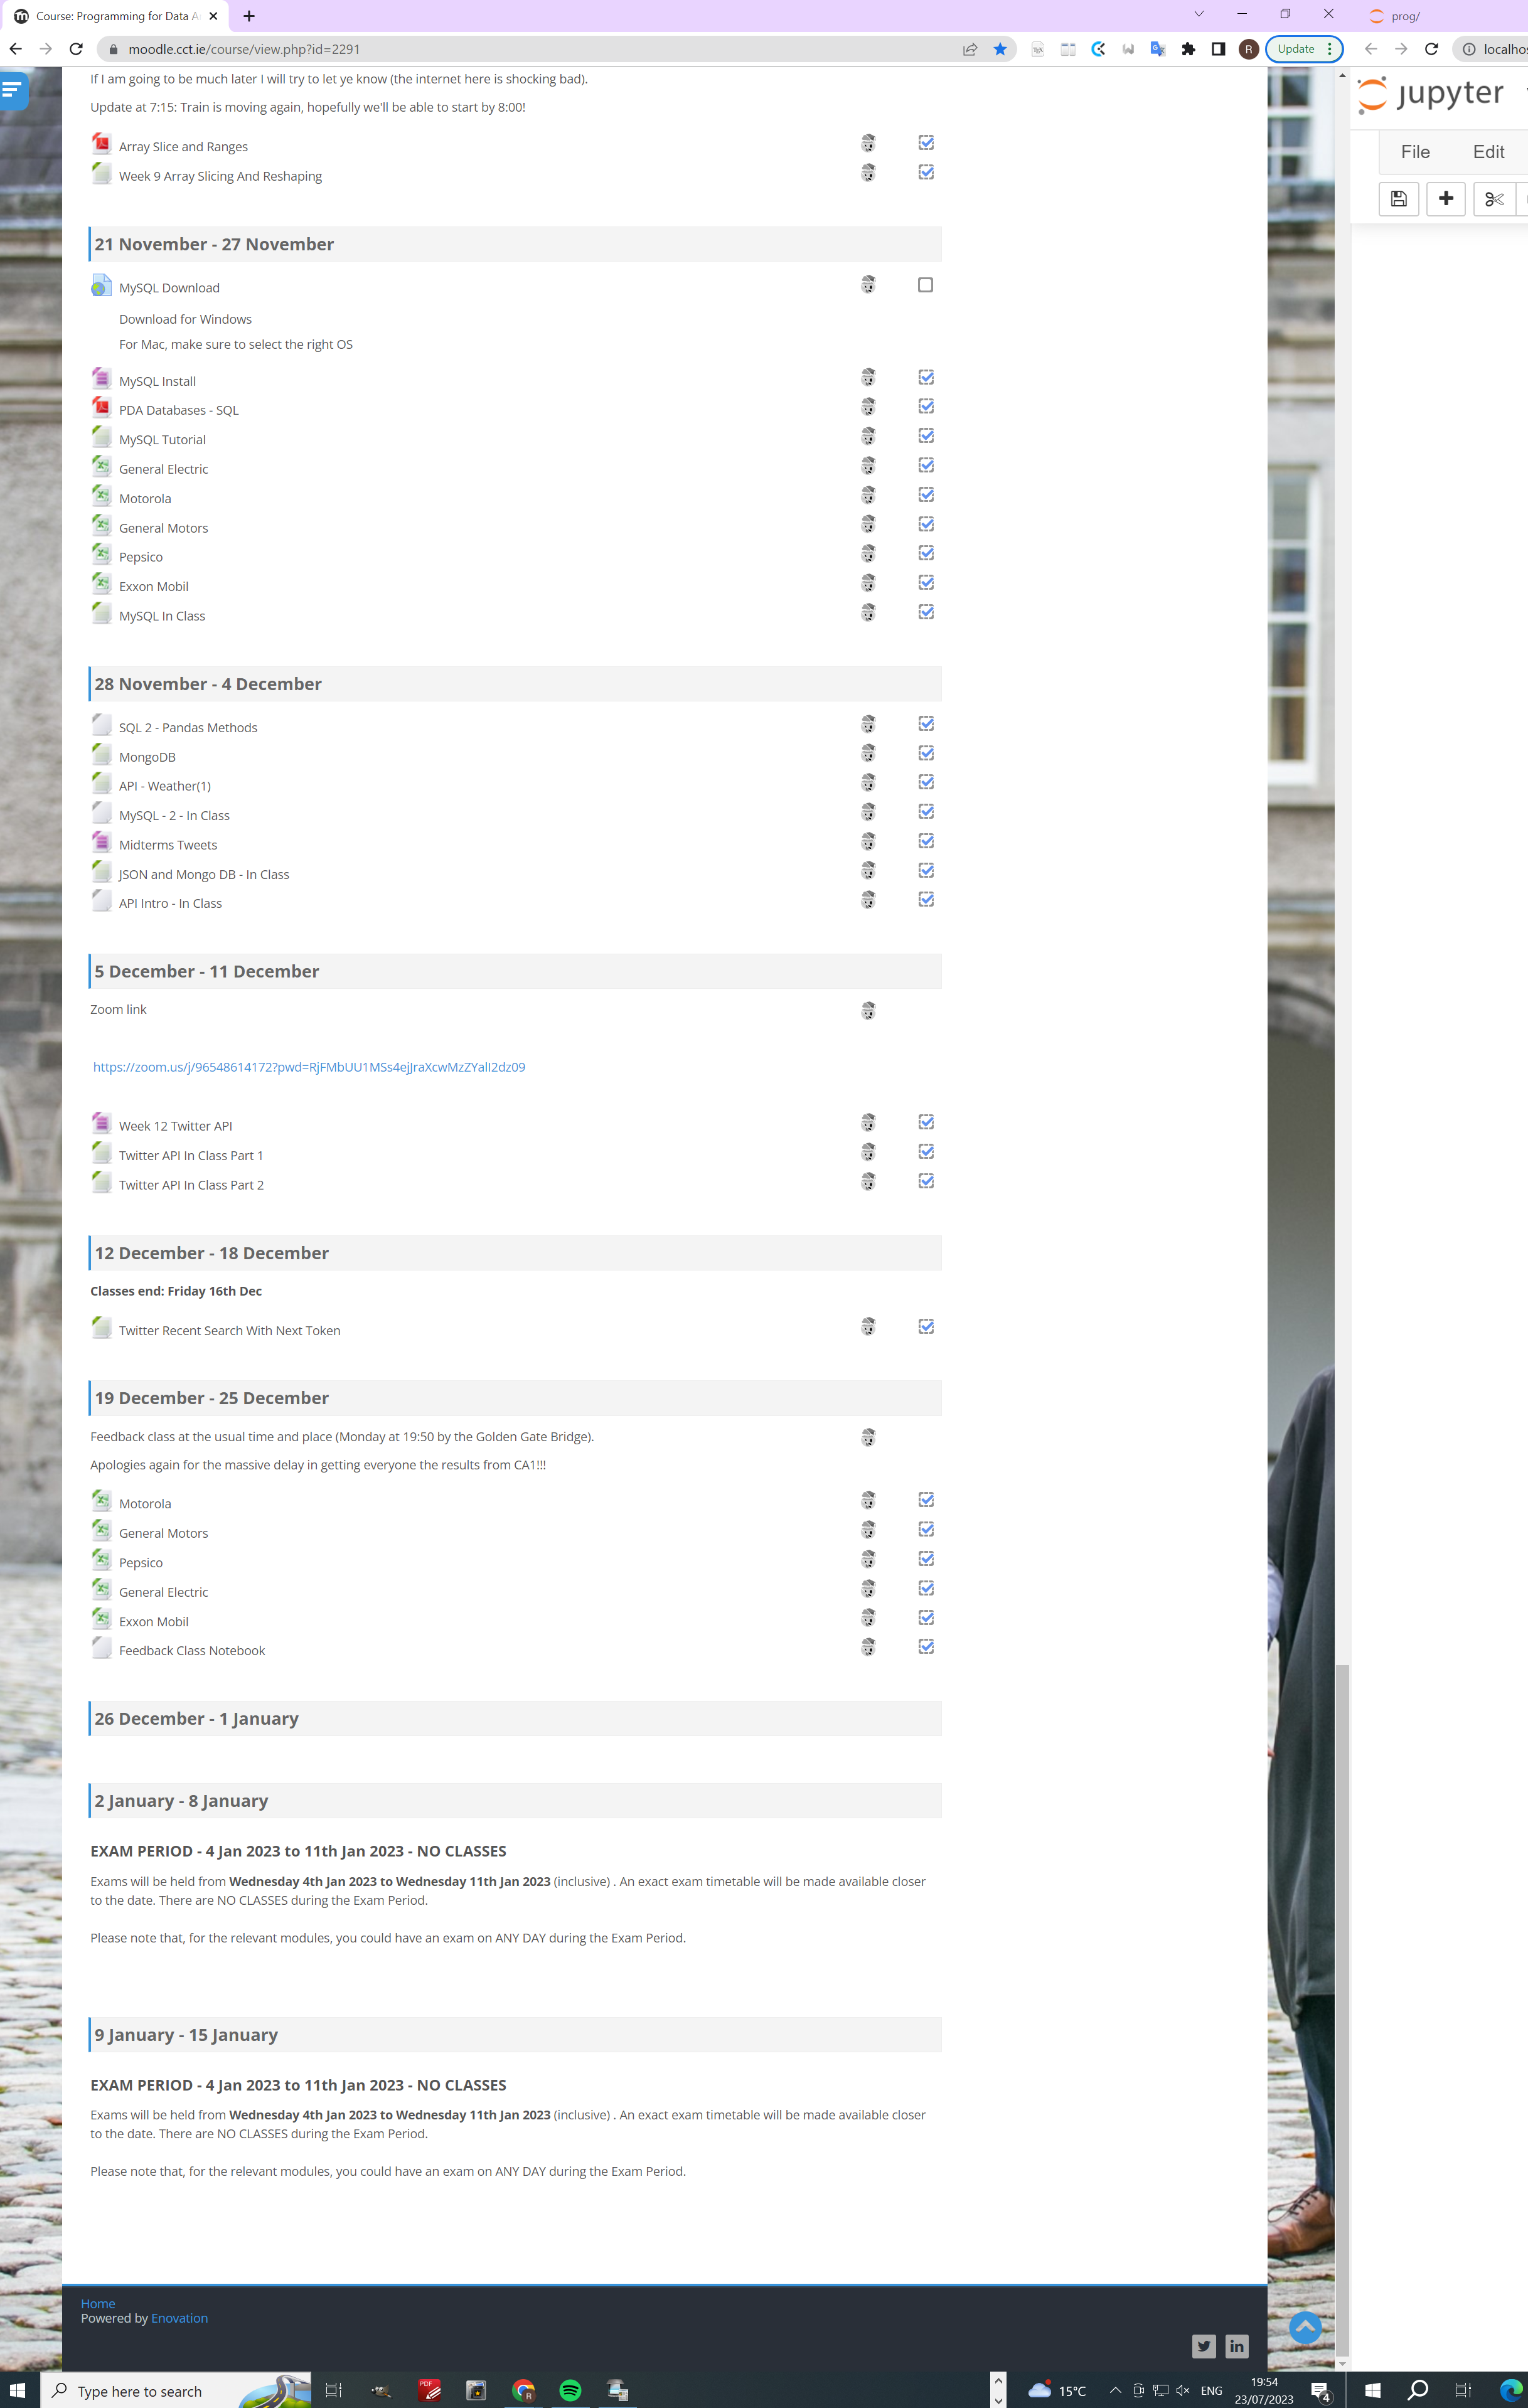 Course: Programming for Data A
prog/
moodle.cct.ie/course/view.php?id=2291
R
Update
localhos
If I am going to be much later I will try to let ye know (the internet here is shocking bad).
Update at 7:15: Train is moving again, hopefully we'll be able to start by 8:00!
jupyter
File Edit
Array Slice and Ranges
Week 9 Array Slicing And Reshaping
21 November - 27 November
MySQL Download
Download for Windows
For Mac, make sure to select the right OS
MySQL Install
PDA Databases - SQL
MySQL Tutorial
General Electric
Motorola
General Motors
Pepsico
Exxon Mobil
MySQL In Class
28 November - 4 December
SQL 2 - Pandas Methods
MongoDB
API - Weather(1)
MySQL - 2 - In Class
Midterms Tweets
JSON and Mongo DB - In Class
API Intro - In Class
5 December - 11 December
Zoom link
https://zoom.us/j/96548614172?pwd=RjFMbUU1MSs4ejJraXcwMzZYalI2dz09
Week 12 Twitter API
Twitter API In Class Part 1
Twitter API In Class Part 2
12 December - 18 December
Classes end: Friday 16th Dec
Twitter Recent Search With Next Token
19 December - 25 December
Feedback class at the usual time and place (Monday at 19:50 by the Golden Gate Bridge).
Apologies again for the massive delay in getting everyone the results from CA1!!!
Motorola
General Motors
Pepsico
General Electric
Exxon Mobil
Feedback Class Notebook
26 December - 1 January
2 January - 8 January
EXAM PERIOD - 4 Jan 2023 to 11th Jan 2023 - NO CLASSES
Exams will be held from Wednesday 4th Jan 2023 to Wednesday 11th Jan 2023 (inclusive) . An exact exam timetable will be made available closer
to the date. There are NO CLASSES during the Exam Period.
Please note that, for the relevant modules, you could have an exam on ANY DAY during the Exam Period.
9 January - 15 January
EXAM PERIOD - 4 Jan 2023 to 11th Jan 2023 - NO CLASSES
Exams will be held from Wednesday 4th Jan 2023 to Wednesday 11th Jan 2023 (inclusive) . An exact exam timetable will be made available closer
to the date. There are NO CLASSES during the Exam Period.
Please note that, for the relevant modules, you could have an exam on ANY DAY during the Exam Period.
Home
Powered by Enovation
in
Type here to search
PDF
R
15°C
ENG
19:54
23/07/2023
4